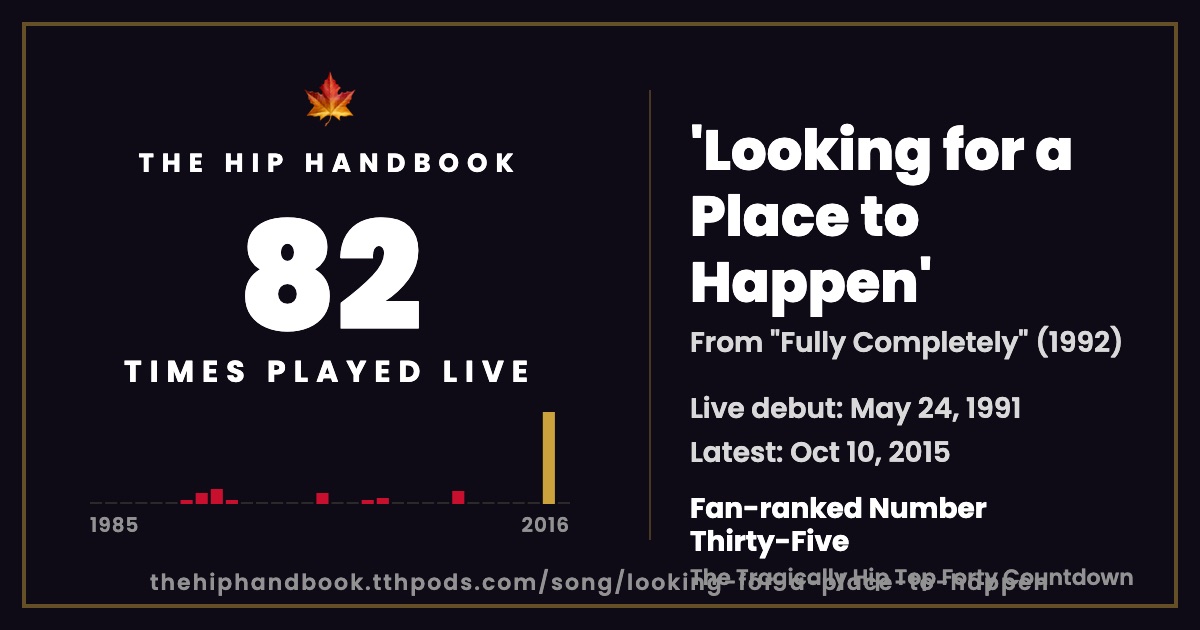 THE HIP HANDBOOK
82
TIMES PLAYED LIVE
1985
2016
'Looking for a
Place to
Happen'
From "Fully Completely" (1992)
Live debut: May 24, 1991
Latest: Oct 10, 2015
Fan-ranked Number
Thirty-Five
The Tragically Hip Top Forty Countdown
thehiphandbook.tthpods.com/song/looking-for-a-place-to-happen